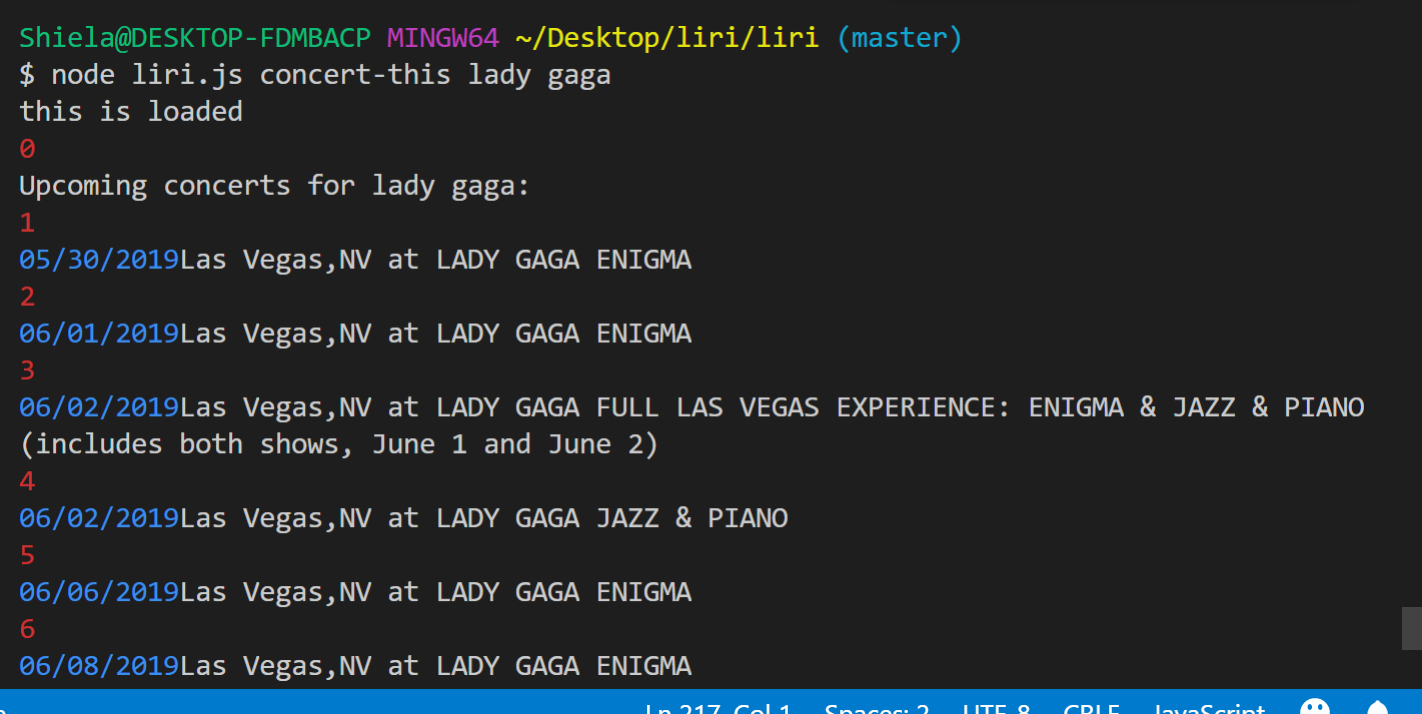 Shiela@DESKTOP-FDMBACP MINGW64 ~/Desktop/liri/liri (master)
$ node liri.js concert-this lady gaga
this is loaded
0
Upcoming concerts for lady gaga:
1
05/30/2019Las Vegas,NV at LADY GAGA ENIGMA
2
06/01/2019Las Vegas,NV at LADY GAGA ENIGMA
3
06/02/2019Las Vegas,NV at LADY GAGA FULL LAS VEGAS EXPERIENCE: ENIGMA & JAZZ & PIANO
(includes both shows, June 1 and June 2)
4
06/02/2019Las Vegas,NV at LADY GAGA JAZZ & PIANO
5
06/06/2019Las Vegas,NV at LADY GAGA ENIGMA
6
06/08/2019Las Vegas,NV at LADY GAGA ENIGMA
Ln 217, Col 1 Spaces: 2 UTF-8 CRLF JavaScript